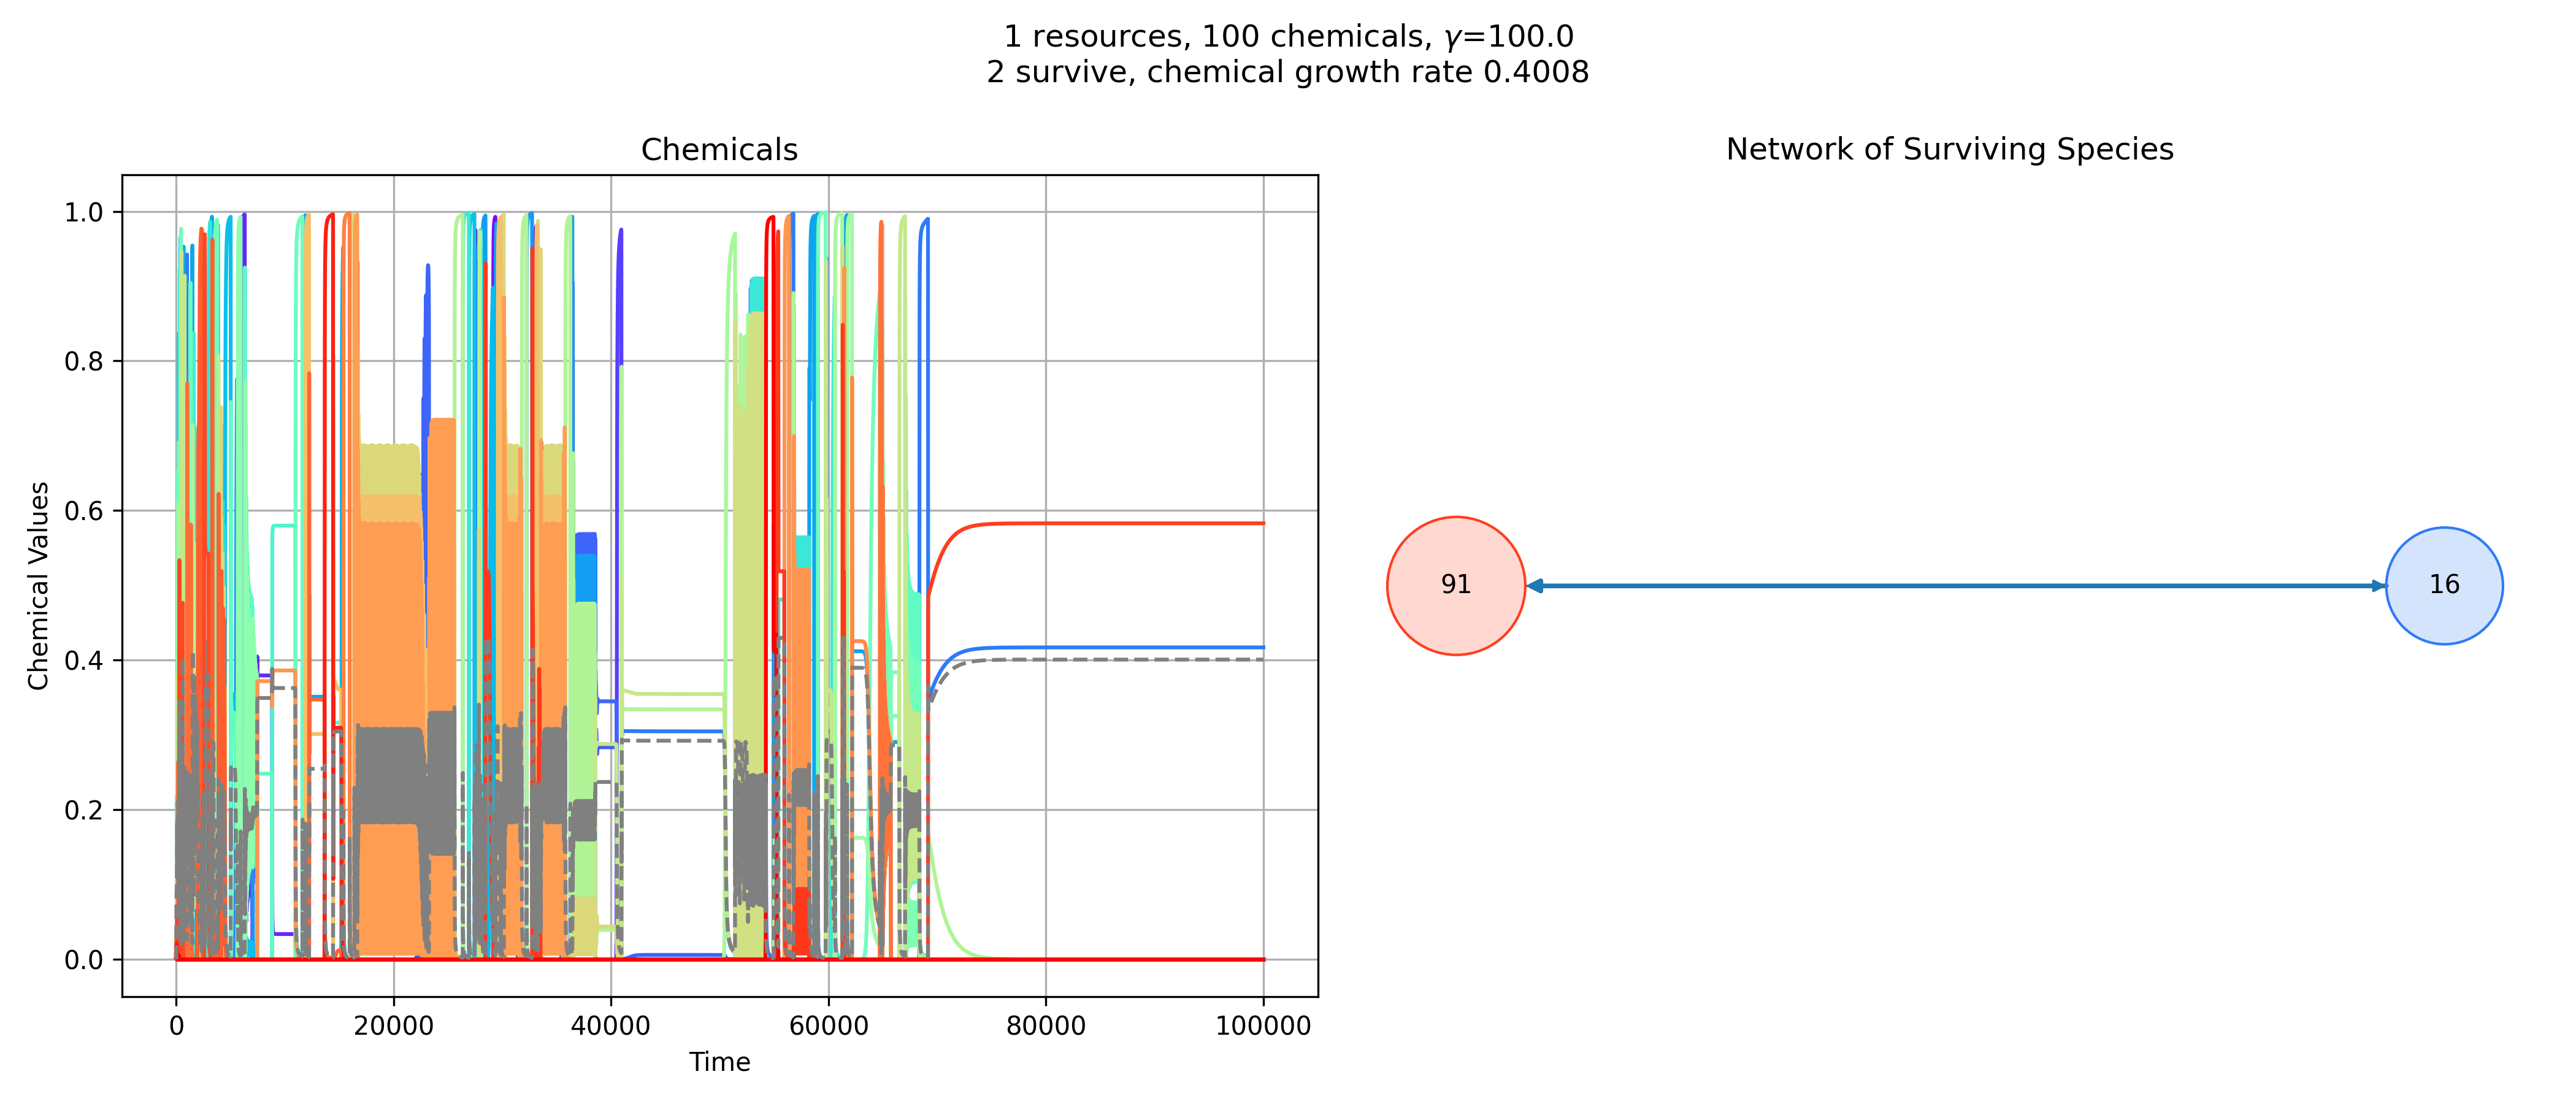 1 resources, 100 chemicals, γ=100.0
2 survive, chemical growth rate 0.4008
Chemicals
Network of Surviving Species
1.0
0.8
0.6
0.4
0.2
0.0
Chemical Values
0
20000
40000
60000
80000
100000
Time
91
16